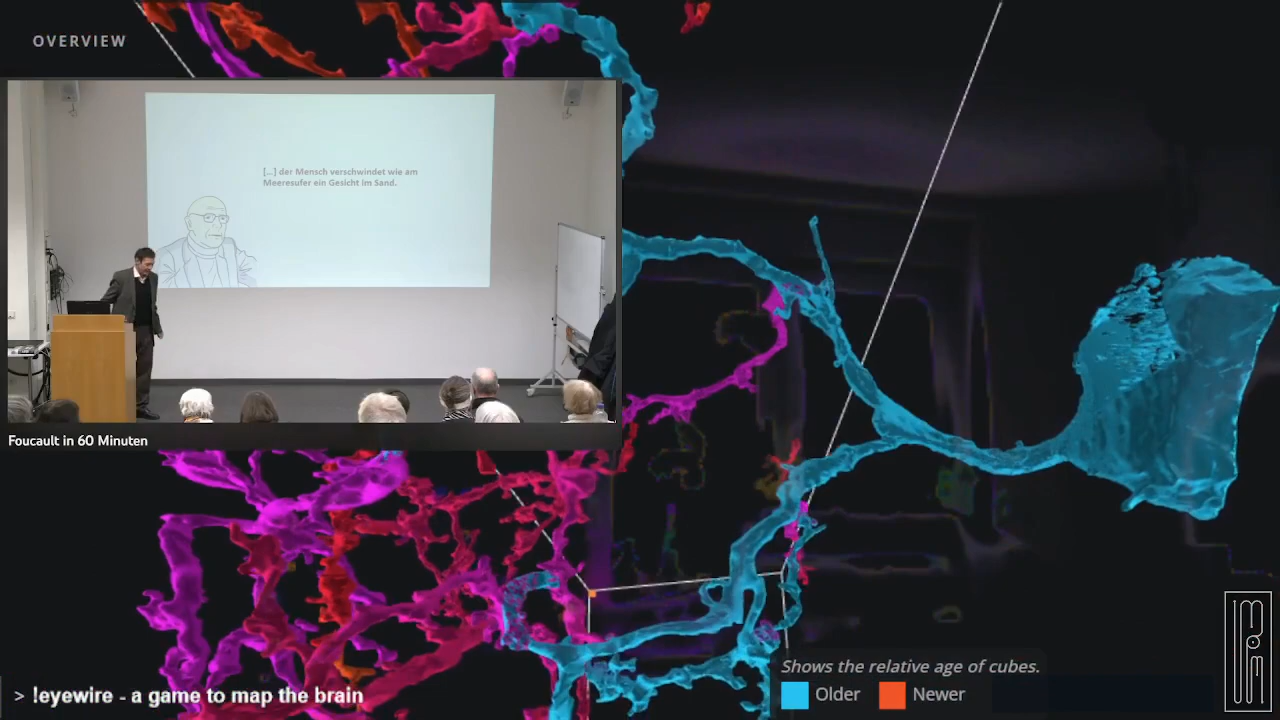 OVERVIEW
[...] der Mensch verschwindet wie am
Meeresufer ein Gesicht im Sand.
Foucault in 60 Minuten
Shows the relative age of cubes.
Older Newer
> !eyewire - a game to map the brain